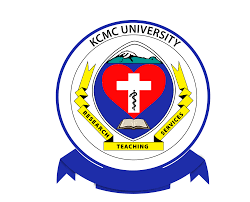 KCMC UNIVERSITY
RESEARCH
TEACHING
SERVICES